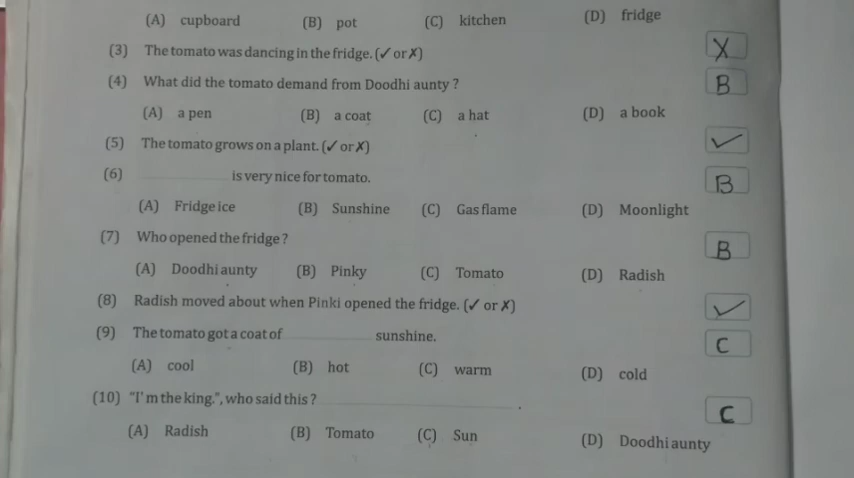 (A) cupboard (B) pot (C) kitchen (D) fridge
(3) The tomato was dancing in the fridge. (✓ or ✗) X
(4) What did the tomato demand from Doodhi aunty ? B
(A) a pen (B) a coat (C) a hat (D) a book
(5) The tomato grows on a plant. (✓ or ✗) ✓
(6) ____________ is very nice for tomato. B
(A) Fridge ice (B) Sunshine (C) Gas flame (D) Moonlight
(7) Who opened the fridge ? B
(A) Doodhi aunty (B) Pinky (C) Tomato (D) Radish
(8) Radish moved about when Pinki opened the fridge. (✓ or ✗) ✓
(9) The tomato got a coat of ____________ sunshine. C
(A) cool (B) hot (C) warm (D) cold
(10) "I' m the king.", who said this ? ____________ . C
(A) Radish (B) Tomato (C) Sun (D) Doodhi aunty